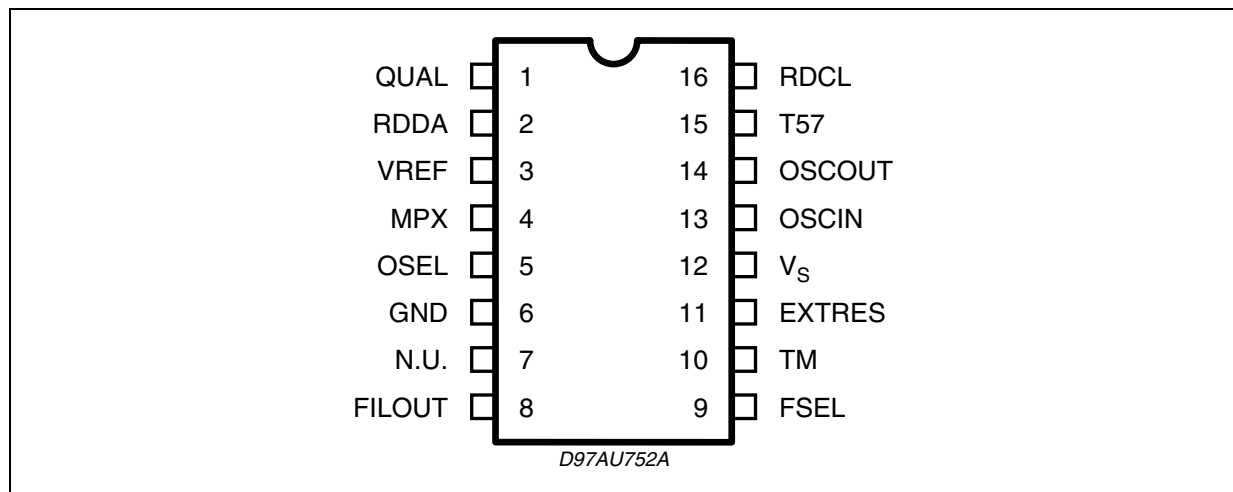 QUAL 1 16 RDCL
RDDA 2 15 T57
VREF 3 14 OSCOUT
MPX 4 13 OSCIN
OSEL 5 12 VS
GND 6 11 EXTRES
N.U. 7 10 TM
FILOUT 8 9 FSEL
D97AU752A